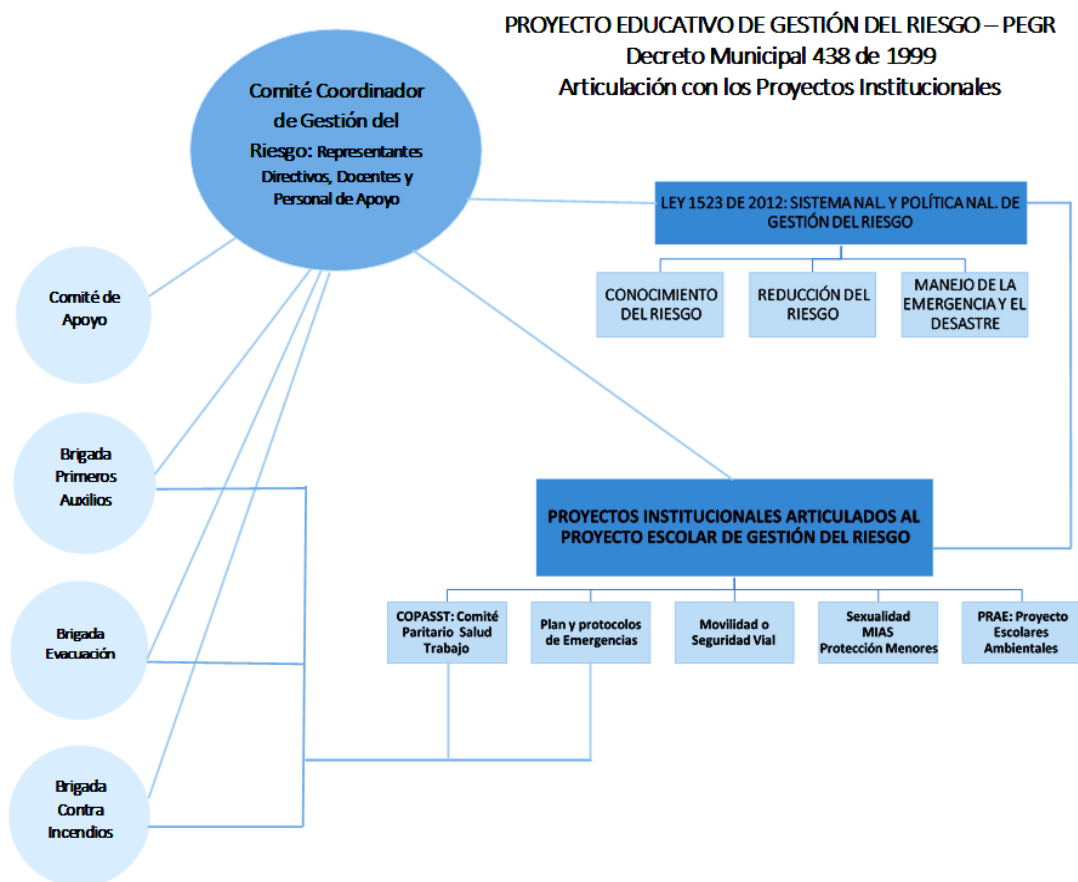 PROYECTO EDUCATIVO DE GESTIÓN DEL RIESGO – PEGR
Decreto Municipal 438 de 1999
Articulación con los Proyectos Institucionales
Comité Coordinador
de Gestión del
Riesgo: Representantes
Directivos, Docentes y
Personal de Apoyo
LEY 1523 DE 2012: SISTEMA NAL. Y POLÍTICA NAL. DE
GESTIÓN DEL RIESGO
CONOCIMIENTO
DEL RIESGO
REDUCCIÓN DEL
RIESGO
MANEJO DE LA
EMERGENCIA Y EL
DESASTRE
Comité de
Apoyo
Brigada
Primeros
Auxilios
Brigada
Evacuación
Brigada
Contra
Incendios
PROYECTOS INSTITUCIONALES ARTICULADOS AL
PROYECTO ESCOLAR DE GESTIÓN DEL RIESGO
COPASST: Comité
Paritario Salud
Trabajo
Plan y protocolos
de Emergencias
Movilidad o
Seguridad Vial
Sexualidad
MIAS
Protección Menores
PRAE: Proyecto
Escolares
Ambientales